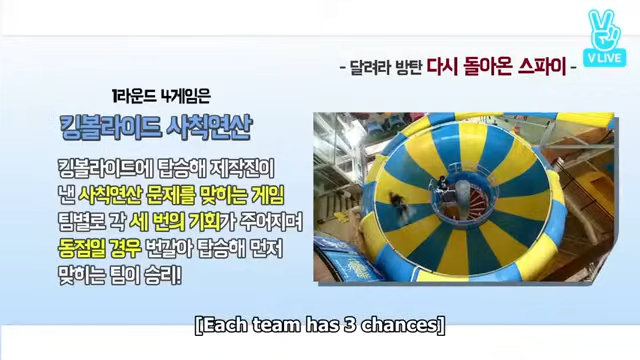 V LIVE
- 달려라 방탄 다시 돌아온 스파이 -
1라운드 4게임은
킹볼라이드 사칙연산
킹볼라이드에 탑승해 제작진이
낸 사칙연산 문제를 맞히는 게임
팀별로 각 세 번의 기회가 주어지며
동점일 경우 번갈아 탑승해 먼저
맞히는 팀이 승리!
[Each team has 3 chances]